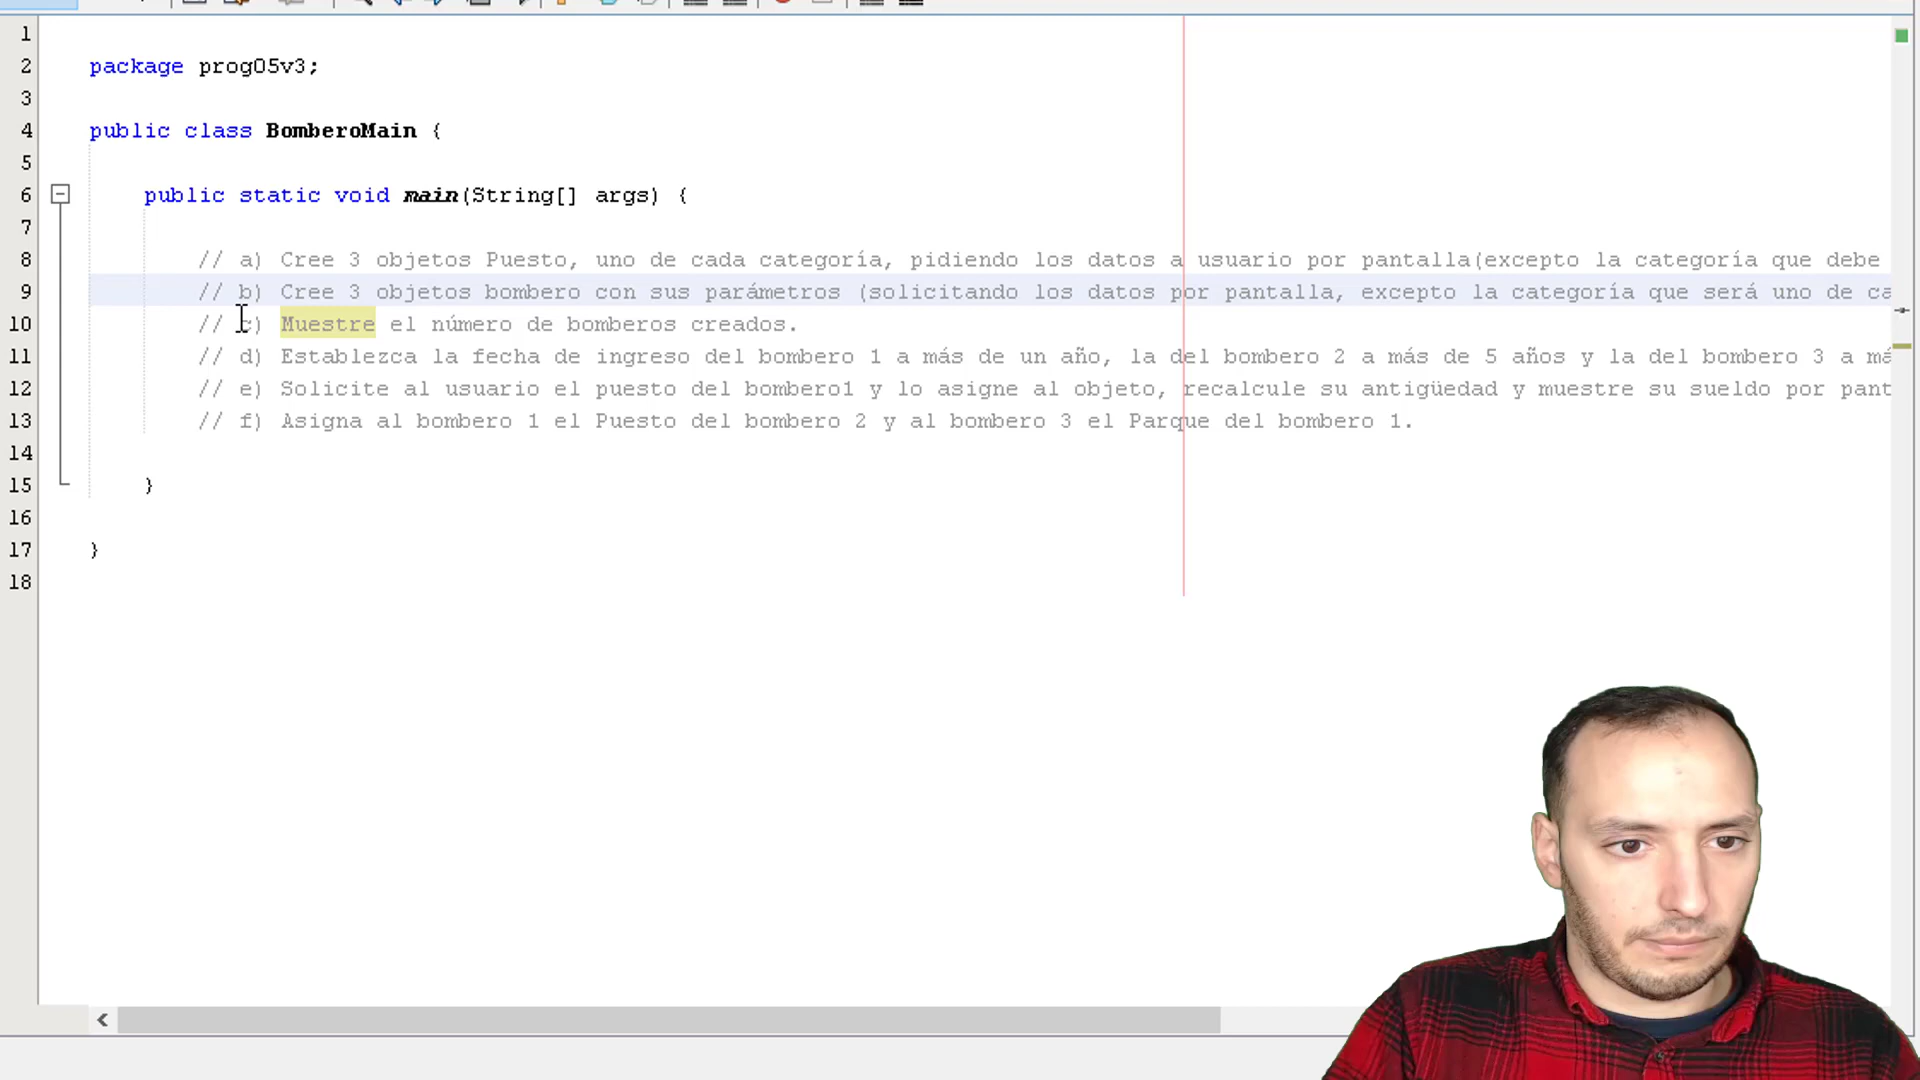 1
2 package prog05v3;
3
4 public class BomberoMain {
5
6 public static void main(String[] args) {
7
8 // a) Cree 3 objetos Puesto, uno de cada categoría, pidiendo los datos a usuario por pantalla(excepto la categoría que debe
9 // b) Cree 3 objetos bombero con sus parámetros (solicitando los datos por pantalla, excepto la categoría que será uno de ca
10 // c) Muestre el número de bomberos creados.
11 // d) Establezca la fecha de ingreso del bombero 1 a más de un año, la del bombero 2 a más de 5 años y la del bombero 3 a má
12 // e) Solicite al usuario el puesto del bombero1 y lo asigne al objeto, recalcule su antigüedad y muestre su sueldo por pant
13 // f) Asigna al bombero 1 el Puesto del bombero 2 y al bombero 3 el Parque del bombero 1.
14
15 }
16
17 }
18